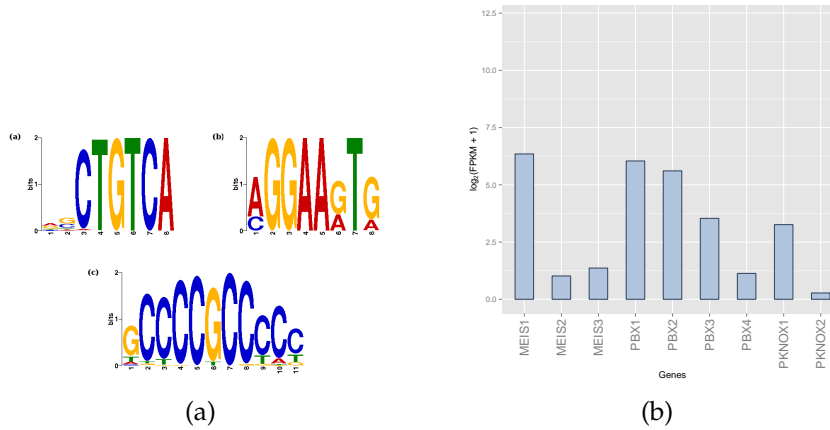 (a)
2
bits
1
0
CTGTCA
1 2 3 4 5 6 7 8
(b)
2
bits
1
0
AGGAAGTG
C A A
1 2 3 4 5 6 7 8
(c)
2
bits
1
0
GCCCCGCCCCC
1 2 3 4 5 6 7 8 9 10 11
(a)
log2(FPKM + 1)
12.5
10.0
7.5
5.0
2.5
0.0
MEIS1
MEIS2
MEIS3
PBX1
PBX2
PBX3
PBX4
PKNOX1
PKNOX2
Genes
(b)